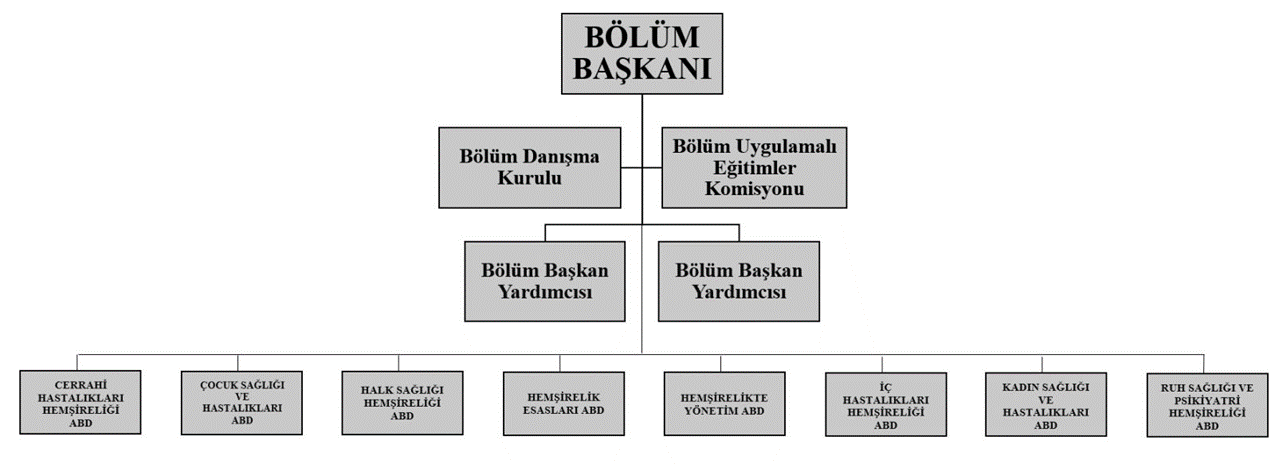 BÖLÜM
BAŞKANI
Bölüm Danışma
Kurulu
Bölüm Uygulamalı
Eğitimler
Komisyonu
Bölüm Başkan
Yardımcısı
Bölüm Başkan
Yardımcısı
CERRAHİ
HASTALIKLARI
HEMŞİRELİĞİ
ABD
ÇOCUK SAĞLIĞI
VE
HASTALIKLARI
ABD
HALK SAĞLIĞI
HEMŞİRELİĞİ
ABD
HEMŞİRELİK
ESASLARI ABD
HEMŞİRELİKTE
YÖNETİM ABD
İÇ
HASTALIKLARI
HEMŞİRELİĞİ
ABD
KADIN SAĞLIĞI
VE
HASTALIKLARI
ABD
RUH SAĞLIĞI VE
PSİKİYATRİ
HEMŞİRELİĞİ
ABD